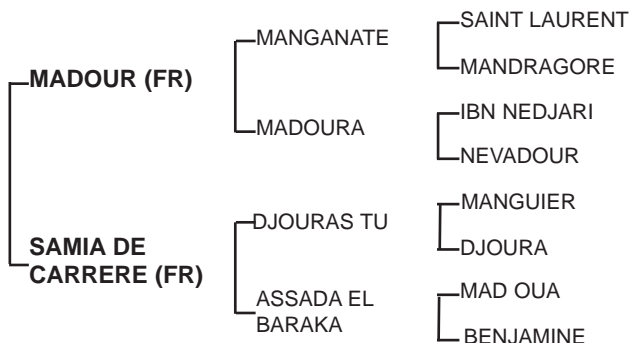 SAINT LAURENT
MANGANATE
MANDRAGORE
MADOUR (FR)
IBN NEDJARI
MADOURA
NEVADOUR
MANGUIER
DJOURAS TU
DJOURA
SAMIA DE
CARRERE (FR)
MAD OUA
ASSADA EL
BARAKA
BENJAMINE